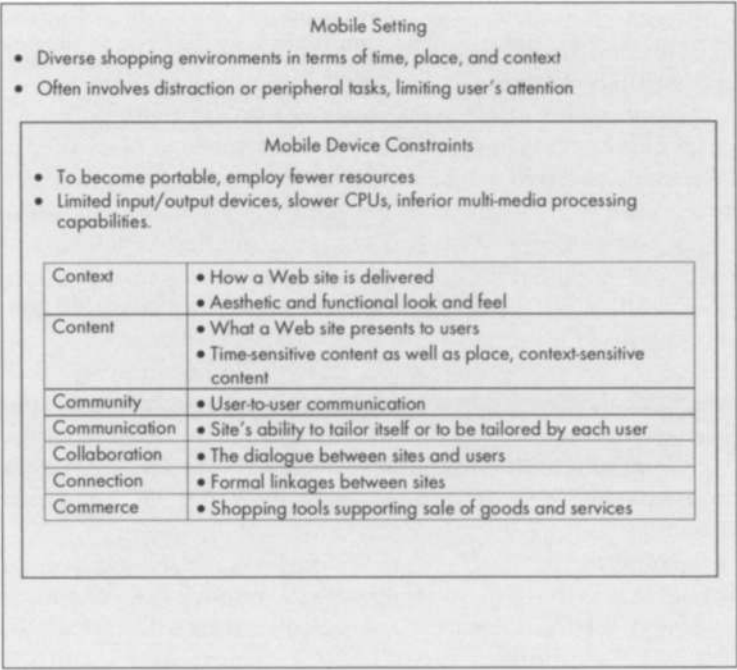 Mobile Setting
• Diverse shopping environments in terms of time, place, and context
• Often involves distraction or peripheral tasks, limiting user's attention
Mobile Device Constraints
• To become portable, employ fewer resources
• Limited input/output devices, slower CPUs, inferior multi-media processing
capabilities.
Context • How a Web site is delivered
• Aesthetic and functional look and feel
Content • What a Web site presents to users
• Time-sensitive content as well as place, context-sensitive
content
Community • User-to-user communication
Communication • Site's ability to tailor itself or to be tailored by each user
Collaboration • The dialogue between sites and users
Connection • Formal linkages between sites
Commerce • Shopping tools supporting sale of goods and services